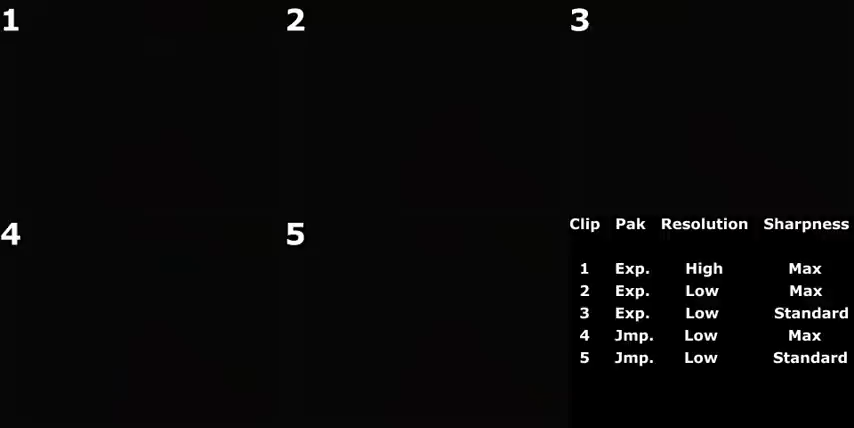 1
2
3
4
5
Clip Pak Resolution Sharpness
1 Exp. High Max
2 Exp. Low Max
3 Exp. Low Standard
4 Jmp. Low Max
5 Jmp. Low Standard